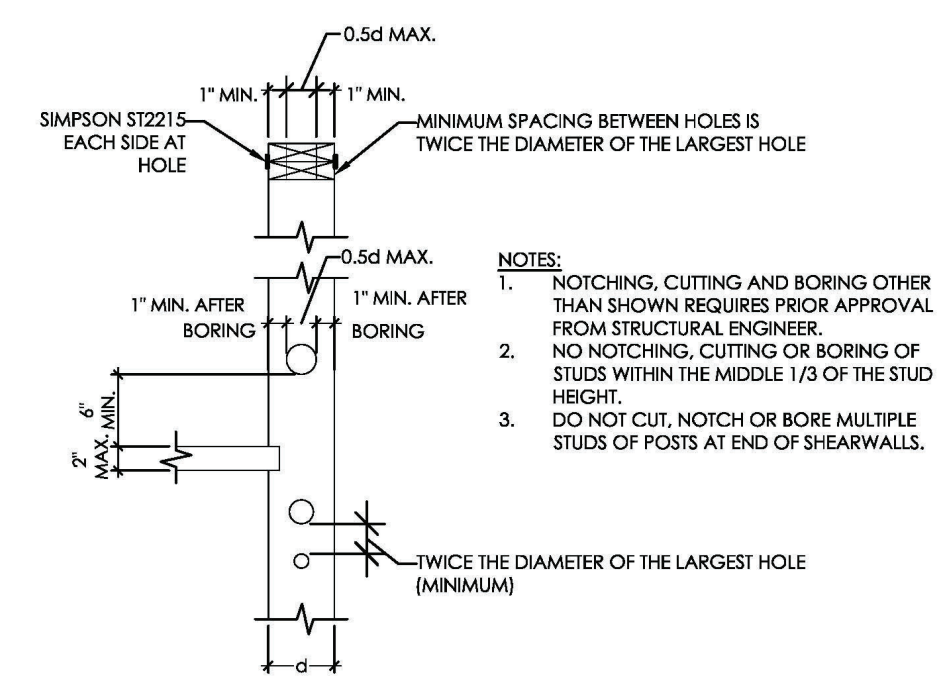 0.5d MAX.
1" MIN.
1" MIN.
SIMPSON ST2215
EACH SIDE AT
HOLE
MINIMUM SPACING BETWEEN HOLES IS
TWICE THE DIAMETER OF THE LARGEST HOLE
0.5d MAX.
1" MIN. AFTER
BORING
1" MIN. AFTER
BORING
6"
MIN.
2"
MAX.
TWICE THE DIAMETER OF THE LARGEST HOLE
(MINIMUM)
d
NOTES:
1. NOTCHING, CUTTING AND BORING OTHER
THAN SHOWN REQUIRES PRIOR APPROVAL
FROM STRUCTURAL ENGINEER.
2. NO NOTCHING, CUTTING OR BORING OF
STUDS WITHIN THE MIDDLE 1/3 OF THE STUD
HEIGHT.
3. DO NOT CUT, NOTCH OR BORE MULTIPLE
STUDS OF POSTS AT END OF SHEARWALLS.